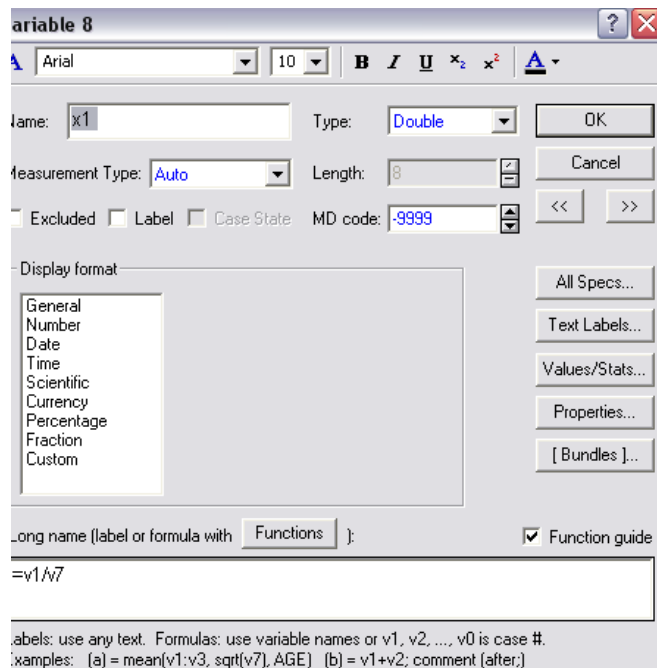 ariable 8 ?
A Arial 10 B I U x₂ x² A
Name: x1 Type: Double OK
Measurement Type: Auto Length: 8 Cancel
Excluded Label Case State MD code: -9999 << >>
Display format
General
Number
Date
Time
Scientific
Currency
Percentage
Fraction
Custom
All Specs...
Text Labels...
Values/Stats...
Properties...
[ Bundles ]...
Long name (label or formula with Functions ): Function guide
=v1/v7
Labels: use any text. Formulas: use variable names or v1, v2, ..., v0 is case #.
Examples: (a) = mean(v1:v3, sqrt(v7), AGE) (b) = v1+v2; comment (after;)